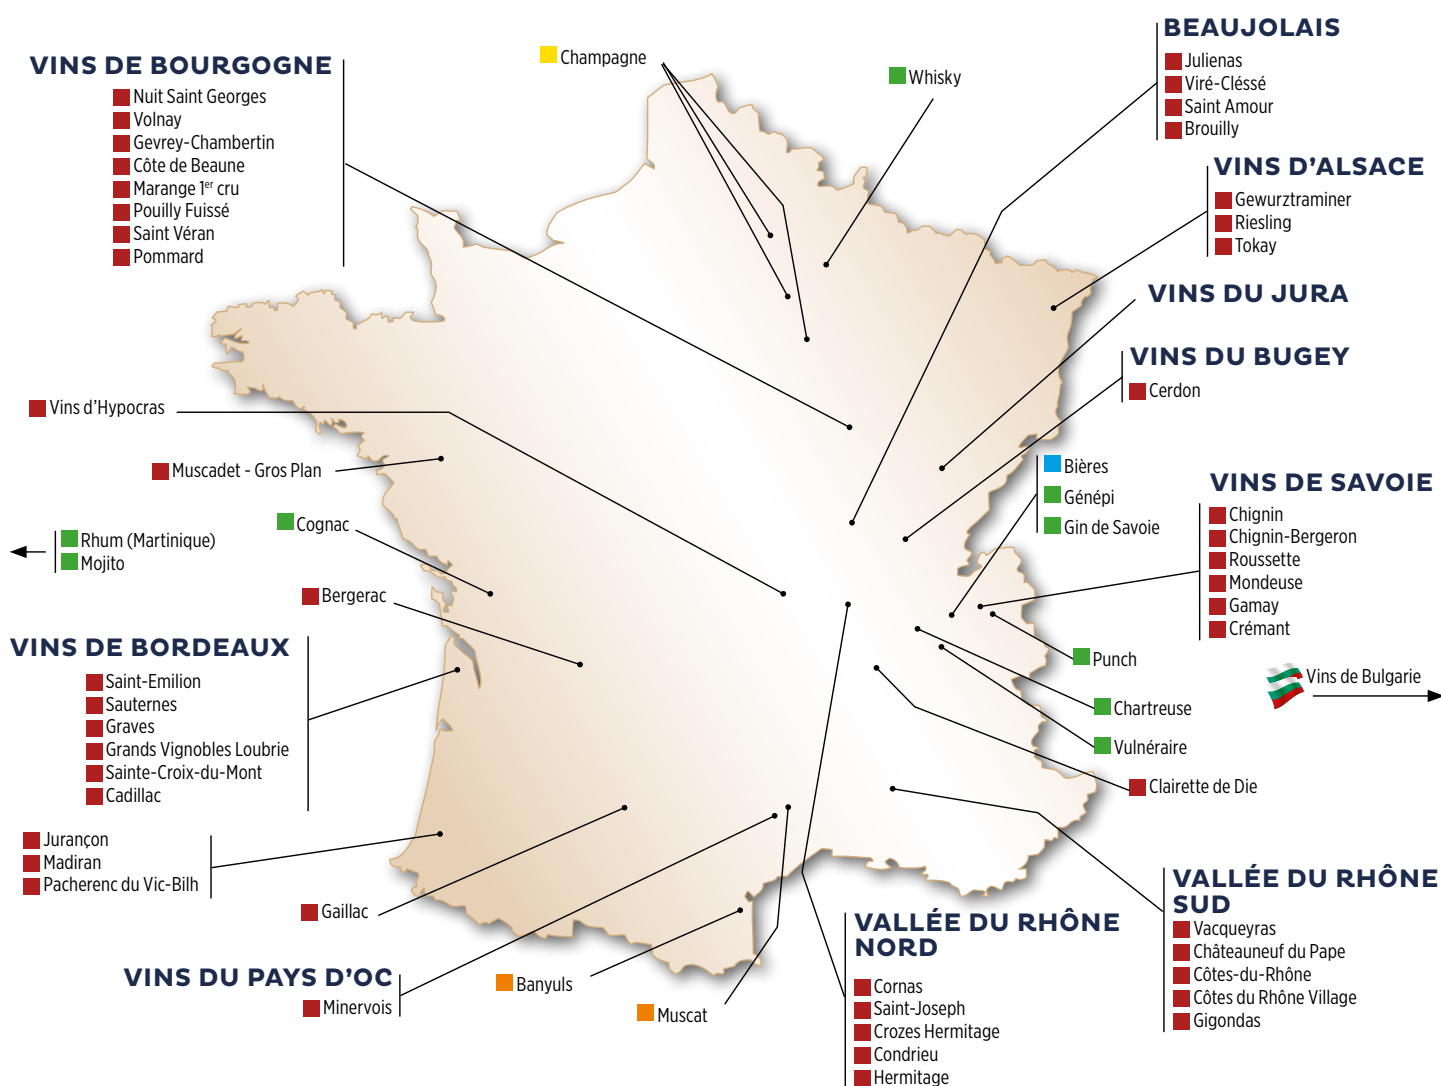 VINS DE BOURGOGNE
Nuit Saint Georges
Volnay
Gevrey-Chambertin
Côte de Beaune
Marange 1er cru
Pouilly Fuissé
Saint Véran
Pommard
Champagne
Whisky
BEAUJOLAIS
Julienas
Viré-Cléssé
Saint Amour
Brouilly
VINS D'ALSACE
Gewurztraminer
Riesling
Tokay
VINS DU JURA
VINS DU BUGEY
Cerdon
Vins d'Hypocras
Muscadet - Gros Plan
Cognac
Rhum (Martinique)
Mojito
Bergerac
Bières
Génépi
Gin de Savoie
VINS DE SAVOIE
Chignin
Chignin-Bergeron
Roussette
Mondeuse
Gamay
Crémant
VINS DE BORDEAUX
Saint-Emilion
Sauternes
Graves
Grands Vignobles Loubrie
Sainte-Croix-du-Mont
Cadillac
Punch
Vins de Bulgarie
Chartreuse
Vulnéraire
Clairette de Die
Jurançon
Madiran
Pacherenc du Vic-Bilh
Gaillac
VINS DU PAYS D'OC
Minervois
Banyuls
Muscat
VALLÉE DU RHÔNE
NORD
Cornas
Saint-Joseph
Crozes Hermitage
Condrieu
Hermitage
VALLÉE DU RHÔNE
SUD
Vacqueyras
Châteauneuf du Pape
Côtes-du-Rhône
Côtes du Rhône Village
Gigondas